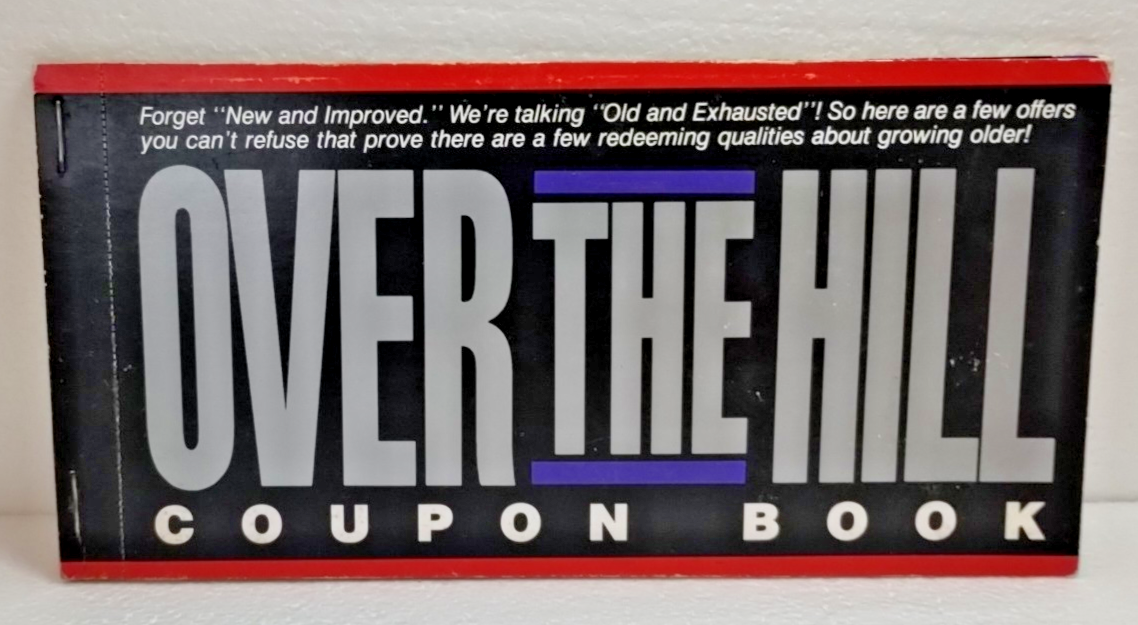 Forget "New and Improved." We're talking "Old and Exhausted"! So here are a few offers
you can't refuse that prove there are a few redeeming qualities about growing older!
OVER THE HILL
COUPON BOOK